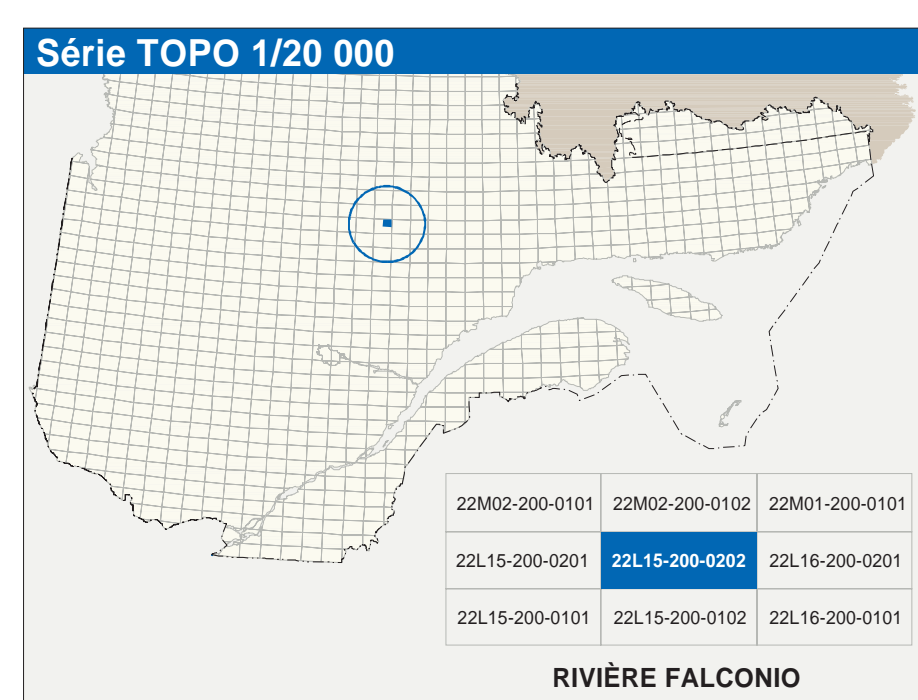 Série TOPO 1/20 000
22M02-200-0101 22M02-200-0102 22M01-200-0101
22L15-200-0201 22L15-200-0202 22L16-200-0201
22L15-200-0101 22L15-200-0102 22L16-200-0101
RIVIÈRE FALCONIO